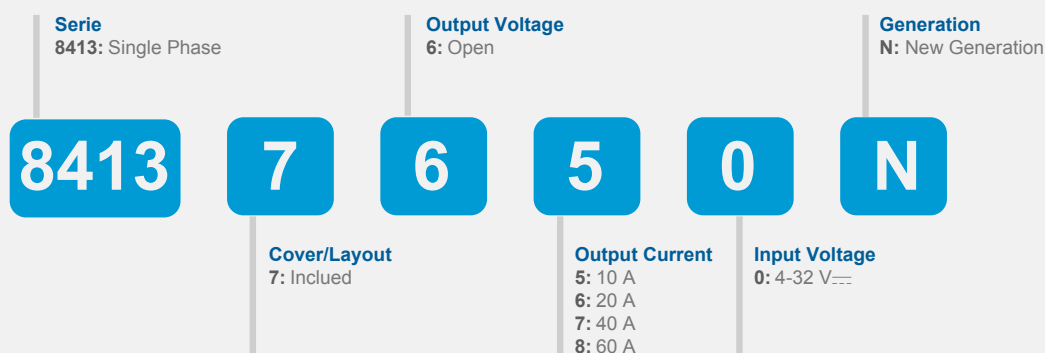 Serie
8413: Single Phase
Output Voltage
6: Open
Generation
N: New Generation
8413 7 6 5 0 N
Cover/Layout
7: Inclued
Output Current
5: 10 A
6: 20 A
7: 40 A
8: 60 A
Input Voltage
0: 4-32 V⎓